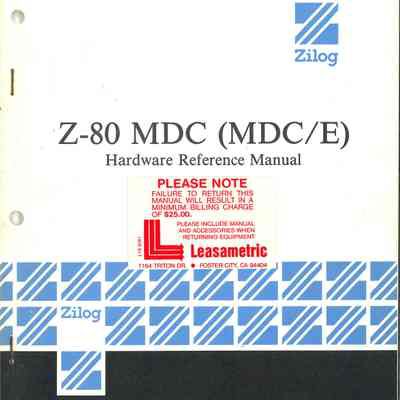 Zilog
Z-80 MDC (MDC/E)
Hardware Reference Manual
PLEASE NOTE
FAILURE TO RETURN THIS
MANUAL WILL RESULT IN A
MINIMUM BILLING CHARGE
OF $25.00.
PLEASE INCLUDE MANUAL
AND ACCESSORIES WHEN
RETURNING EQUIPMENT.
Leasametric
1164 TRITON DR. • FOSTER CITY, CA 94404
Zilog